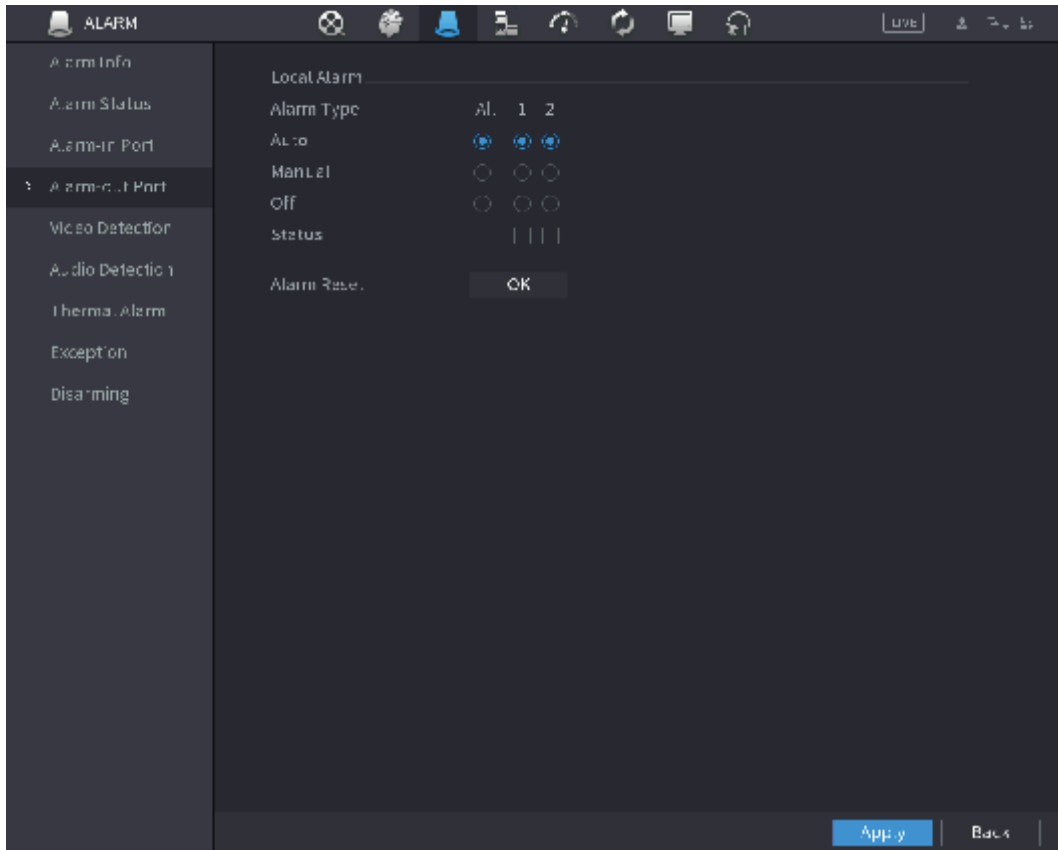 ALARM LIVE
Alarm Info
Alarm Status
Alarm-in Port
Alarm-out Port
Video Detection
Audio Detection
Thermal Alarm
Exception
Disarming
Local Alarm
Alarm Type All 1 2
Auto
Manual
Off
Status
Alarm Reset OK
Apply Back